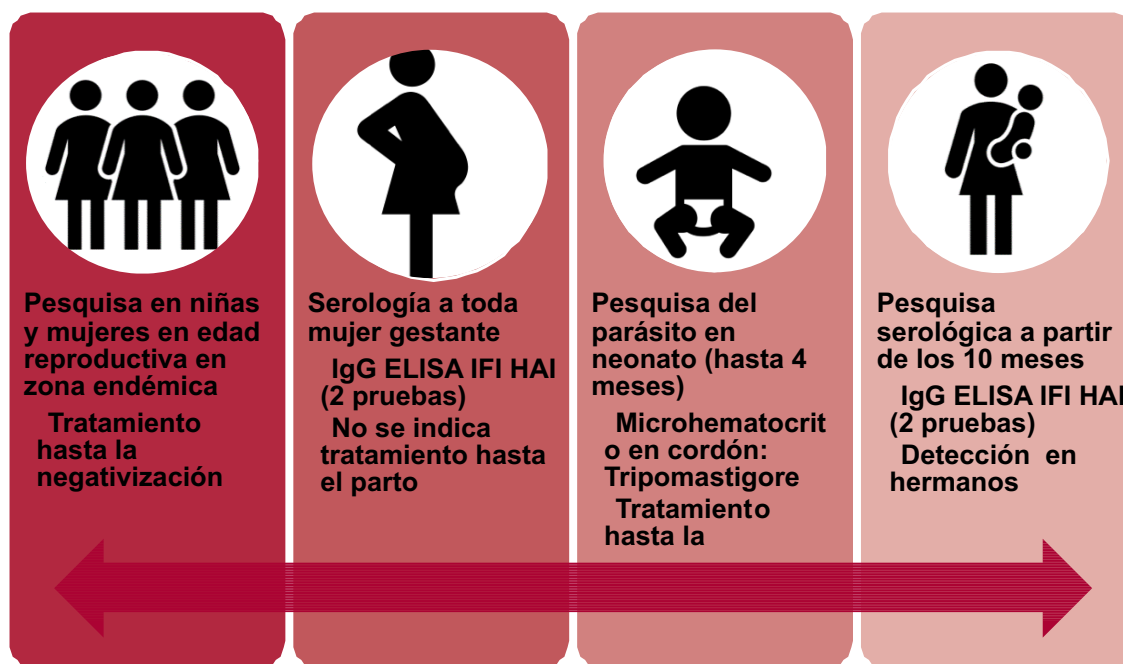 Pesquisa en niñas
y mujeres en edad
reproductiva en
zona endémica
Tratamiento
hasta la
negativización
Serología a toda
mujer gestante
IgG ELISA IFI HAI
(2 pruebas)
No se indica
tratamiento hasta
el parto
Pesquisa del
parásito en
neonato (hasta 4
meses)
Microhematocrit
o en cordón:
Tripomastigore
Tratamiento
hasta la
Pesquisa
serológica a partir
de los 10 meses
IgG ELISA IFI HAI
(2 pruebas)
Detección en
hermanos